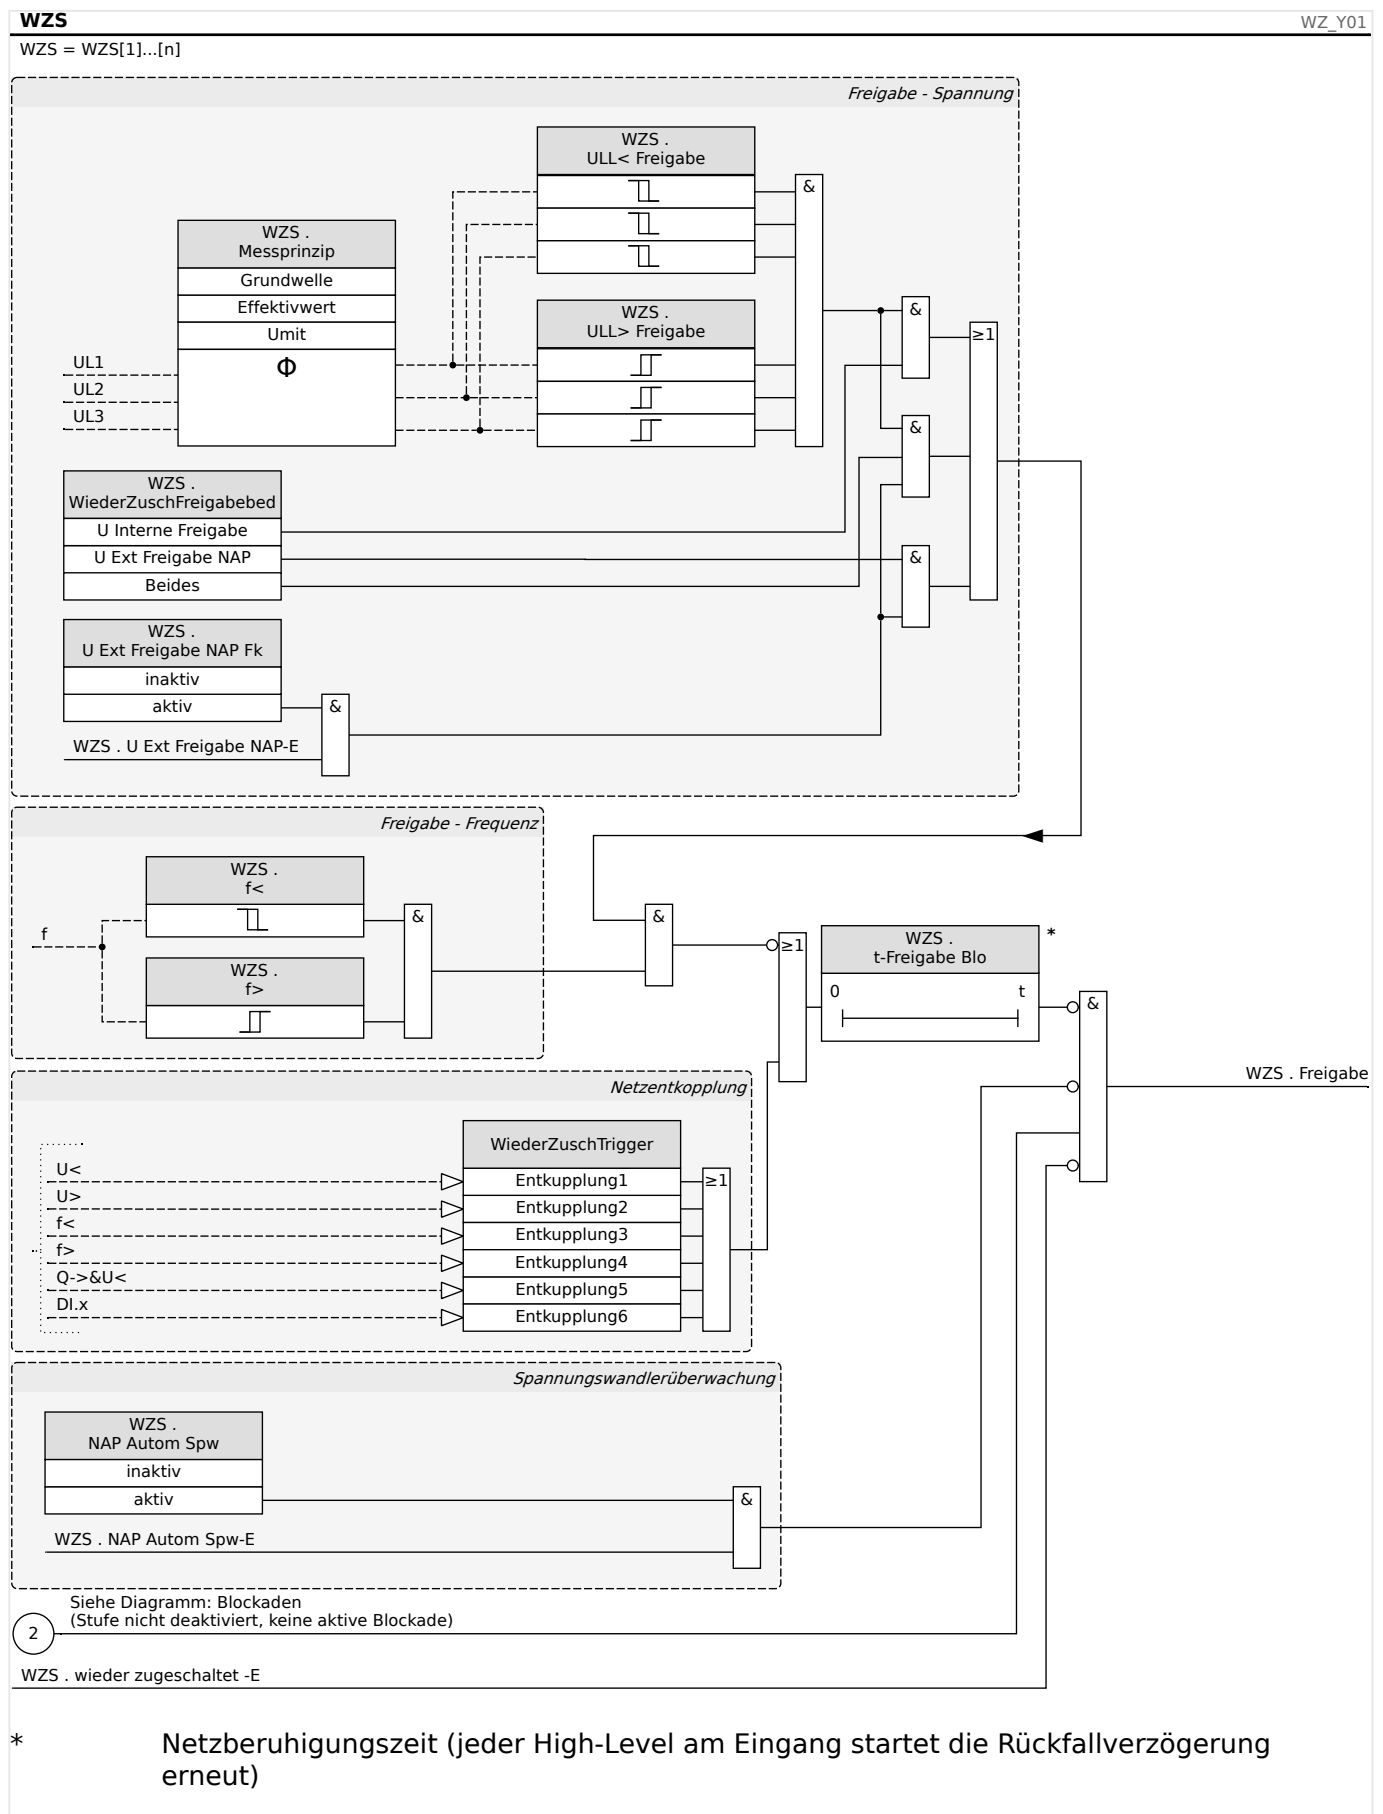 WZS
WZ_Y01
WZS = WZS[1]...[n]
Freigabe - Spannung
WZS .
ULL< Freigabe
&
WZS .
Messprinzip
Grundwelle
Effektivwert
Umit
Φ
UL1
UL2
UL3
WZS .
ULL> Freigabe
&
≥1
&
WZS .
WiederZuschFreigabebed
U Interne Freigabe
U Ext Freigabe NAP
Beides
&
WZS .
U Ext Freigabe NAP Fk
inaktiv
aktiv
&
WZS . U Ext Freigabe NAP-E
Freigabe - Frequenz
WZS .
f<
&
f
WZS .
f>
&
≥1
WZS .
t-Freigabe Blo
*
0
t
&
WZS . Freigabe
Netzentkopplung
WiederZuschTrigger
U<
Entkupplung1
≥1
U>
Entkupplung2
f<
Entkupplung3
f>
Entkupplung4
Q->&U<
Entkupplung5
DI.x
Entkupplung6
Spannungswandlerüberwachung
WZS .
NAP Autom Spw
inaktiv
aktiv
&
WZS . NAP Autom Spw-E
Siehe Diagramm: Blockaden
(Stufe nicht deaktiviert, keine aktive Blockade)
2
WZS . wieder zugeschaltet -E
* Netzberuhigungszeit (jeder High-Level am Eingang startet die Rückfallverzögerung
erneut)